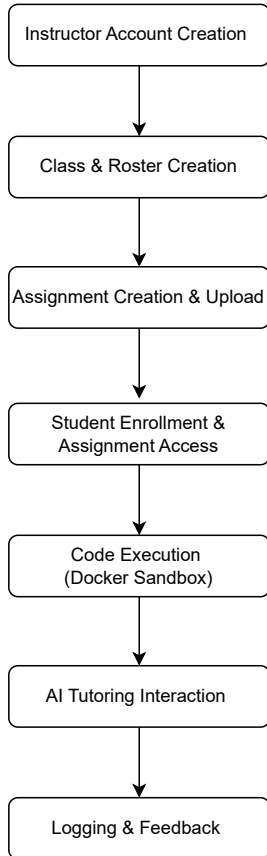 Instructor Account Creation
Class & Roster Creation
Assignment Creation & Upload
Student Enrollment &
Assignment Access
Code Execution
(Docker Sandbox)
AI Tutoring Interaction
Logging & Feedback